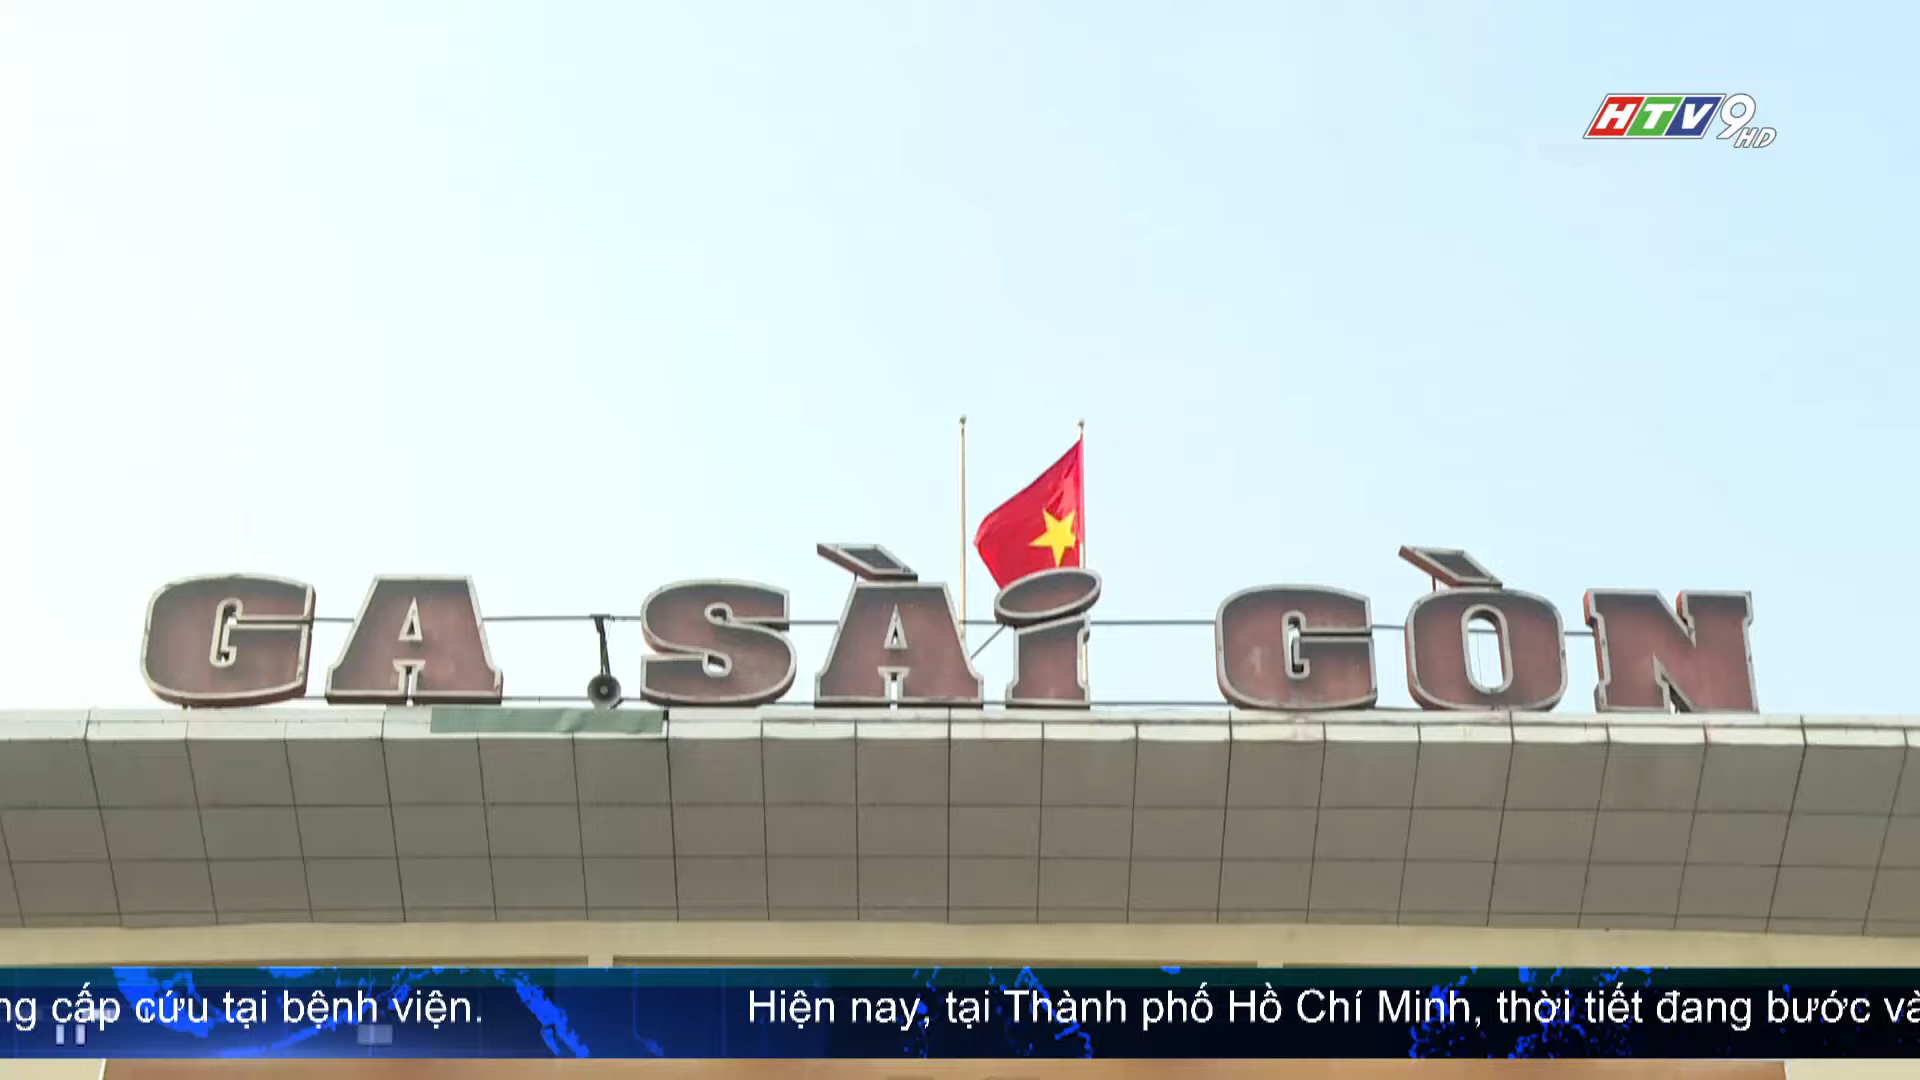 HTV9 HD
GA SÀI GÒN
ng cấp cứu tại bệnh viện. Hiện nay, tại Thành phố Hồ Chí Minh, thời tiết đang bước và